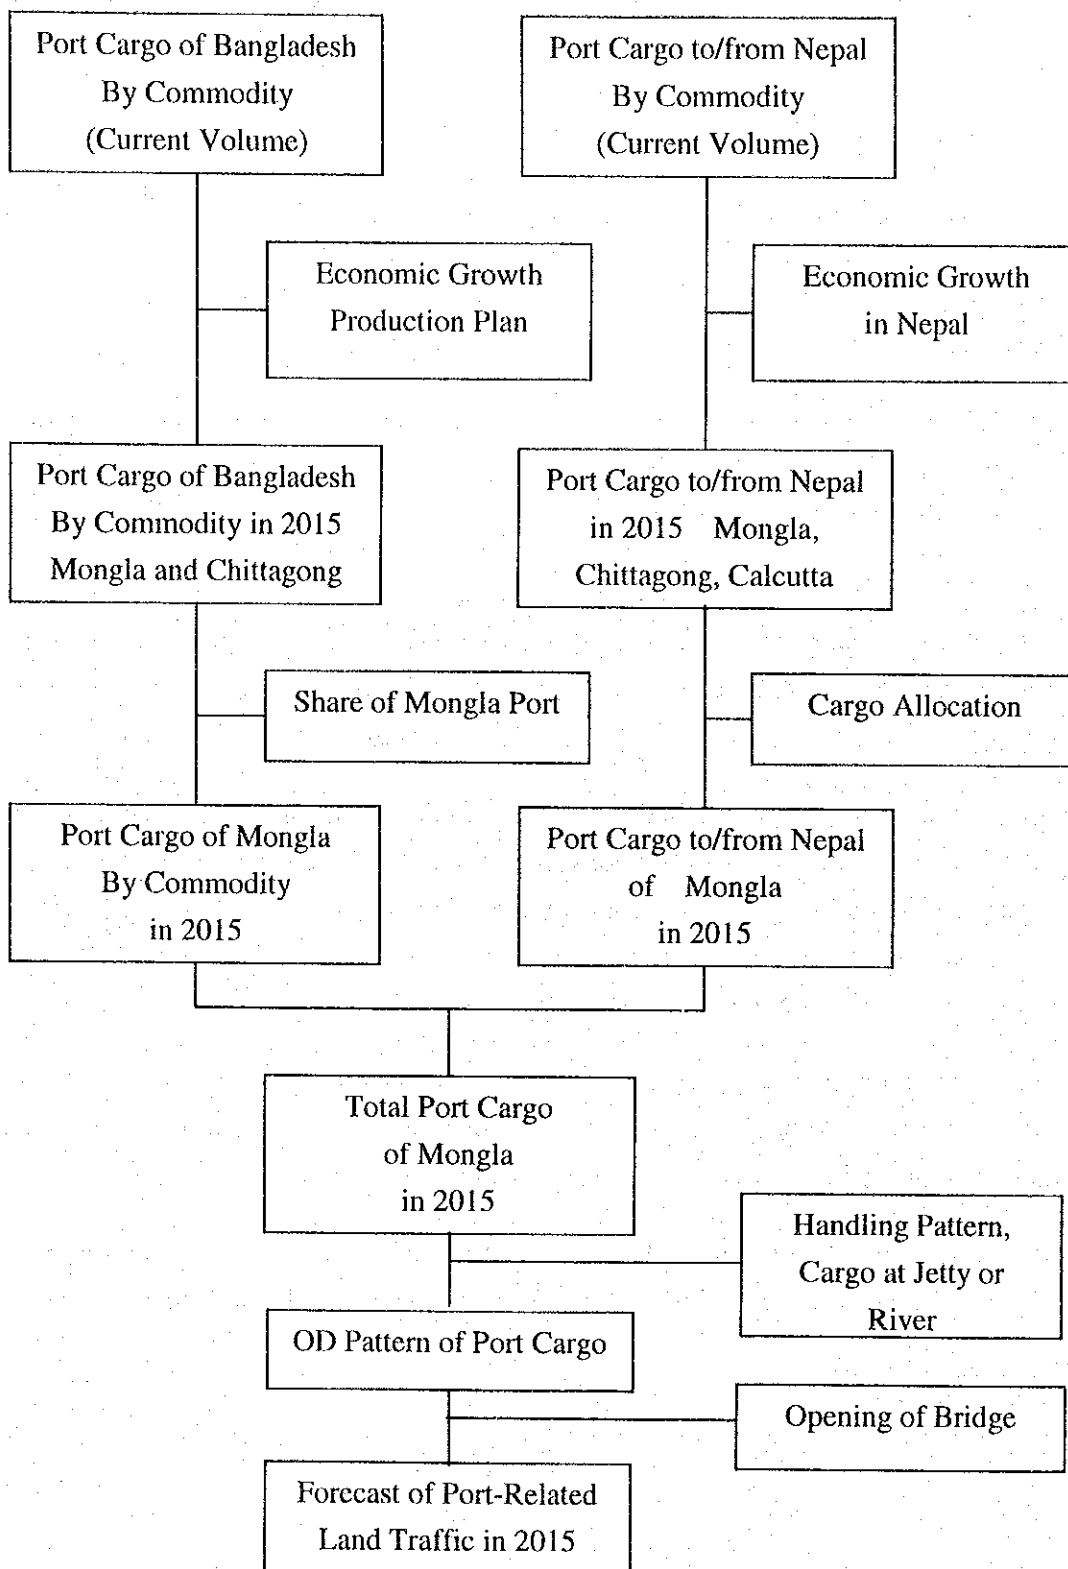 Port Cargo of Bangladesh
By Commodity
(Current Volume)
Port Cargo to/from Nepal
By Commodity
(Current Volume)
Economic Growth
Production Plan
Economic Growth
in Nepal
Port Cargo of Bangladesh
By Commodity in 2015
Mongla and Chittagong
Port Cargo to/from Nepal
in 2015 Mongla,
Chittagong, Calcutta
Share of Mongla Port
Cargo Allocation
Port Cargo of Mongla
By Commodity
in 2015
Port Cargo to/from Nepal
of Mongla
in 2015
Total Port Cargo
of Mongla
in 2015
Handling Pattern,
Cargo at Jetty or
River
OD Pattern of Port Cargo
Opening of Bridge
Forecast of Port-Related
Land Traffic in 2015